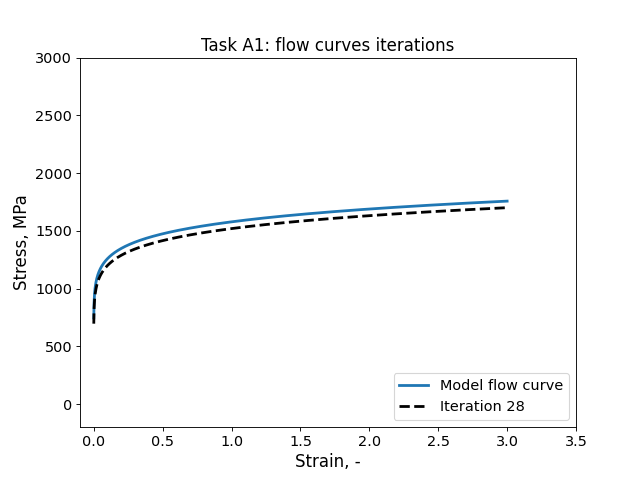 Task A1: flow curves iterations
3000
2500
2000
1500
1000
500
0
Stress, MPa
0.0 0.5 1.0 1.5 2.0 2.5 3.0 3.5
Strain, -
Model flow curve
Iteration 28